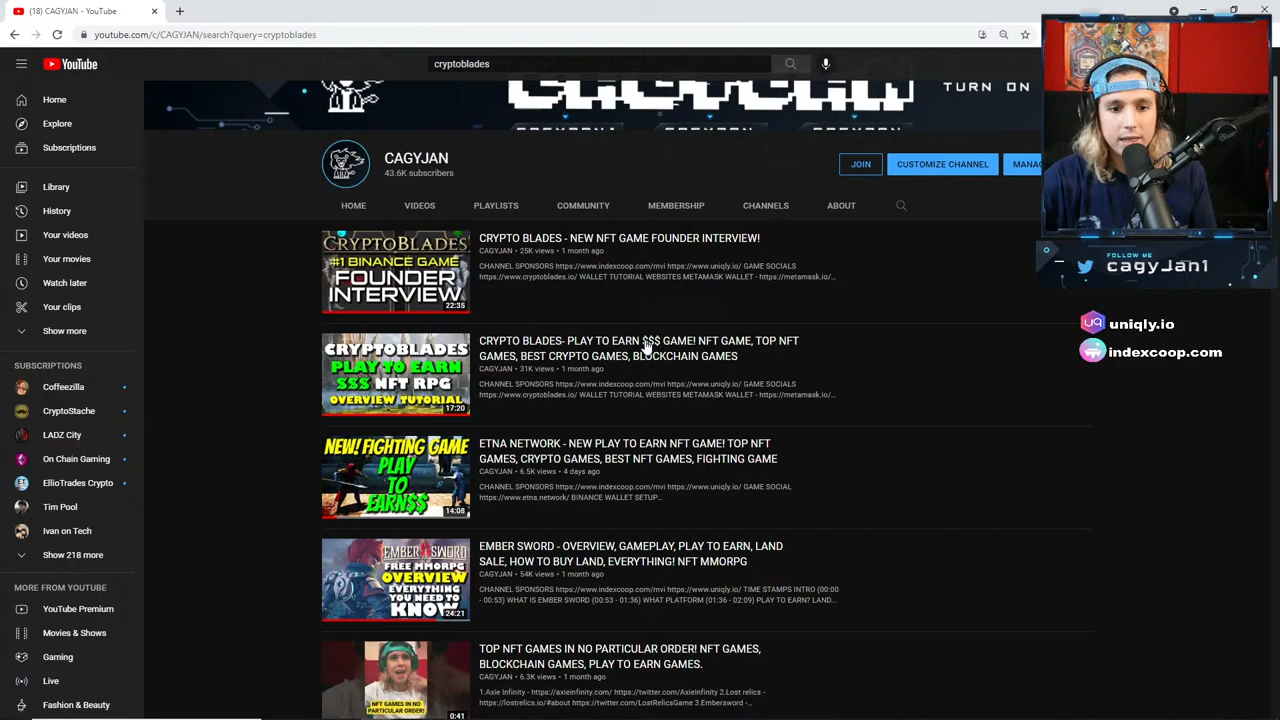 (18) CAGYJAN - YouTube
youtube.com/c/CAGYJAN/search?query=cryptoblades
YouTube
cryptoblades
TURN ON
Home
Explore
Subscriptions
Library
History
Your videos
Your movies
Watch later
Your clips
Show more
SUBSCRIPTIONS
Coffeezilla
CryptoStache
LADZ City
On Chain Gaming
EllioTrades Crypto
Tim Pool
Ivan on Tech
Show 218 more
MORE FROM YOUTUBE
YouTube Premium
Movies & Shows
Gaming
Live
Fashion & Beauty
CAGYJAN
43.6K subscribers
JOIN
CUSTOMIZE CHANNEL
MANA
HOME
VIDEOS
PLAYLISTS
COMMUNITY
MEMBERSHIP
CHANNELS
ABOUT
CRYPTOBLADES
#1 BINANCE GAME
FOUNDER
INTERVIEW
22:35
CRYPTO BLADES - NEW NFT GAME FOUNDER INTERVIEW!
CAGYJAN • 25K views • 1 month ago
CHANNEL SPONSORS https://www.indexcoop.com/mvi https://www.uniqly.io/ GAME SOCIALS
https://www.cryptoblades.io/ WALLET TUTORIAL WEBSITES METAMASK WALLET - https://metamask.io/...
CRYPTOBLADES
PLAY TO EARN
$$$ NFT RPG
OVERVIEW TUTORIAL
17:20
CRYPTO BLADES- PLAY TO EARN $$$ GAME! NFT GAME, TOP NFT
GAMES, BEST CRYPTO GAMES, BLOCKCHAIN GAMES
CAGYJAN • 31K views • 1 month ago
CHANNEL SPONSORS https://www.indexcoop.com/mvi https://www.uniqly.io/ GAME SOCIALS
https://www.cryptoblades.io/ WALLET TUTORIAL WEBSITES METAMASK WALLET - https://metamask.io/...
NEW! FIGHTING GAME
PLAY
TO
EARN$$
14:08
ETNA NETWORK - NEW PLAY TO EARN NFT GAME! TOP NFT
GAMES, CRYPTO GAMES, BEST NFT GAMES, FIGHTING GAME
CAGYJAN • 6.5K views • 4 days ago
CHANNEL SPONSORS https://www.indexcoop.com/mvi https://www.uniqly.io/ GAME SOCIAL
https://www.etna.network/ BINANCE WALLET SETUP...
EMBER SWORD
FREE MMORPG
OVERVIEW
EVERYTHING
YOU NEED TO
KNOW
24:21
EMBER SWORD - OVERVIEW, GAMEPLAY, PLAY TO EARN, LAND
SALE, HOW TO BUY LAND, EVERYTHING! NFT MMORPG
CAGYJAN • 54K views • 1 month ago
CHANNEL SPONSORS https://www.indexcoop.com/mvi https://www.uniqly.io/ TIME STAMPS INTRO (00:00
- 00:53) WHAT IS EMBER SWORD (00:53 - 01:36) WHAT PLATFORM (01:36 - 02:09) PLAY TO EARN? LAND...
NFT GAMES IN NO
PARTICULAR ORDER!
0:41
TOP NFT GAMES IN NO PARTICULAR ORDER! NFT GAMES,
BLOCKCHAIN GAMES, PLAY TO EARN GAMES.
CAGYJAN • 6.3K views • 1 month ago
1.Axie Infinity - https://axieinfinity.com/ https://twitter.com/AxieInfinity 2.Lost relics -
https://lostrelics.io/#about https://twitter.com/LostRelicsGame 3.Embersword -...
FOLLOW ME
cagyJan1
uniqly.io
indexcoop.com